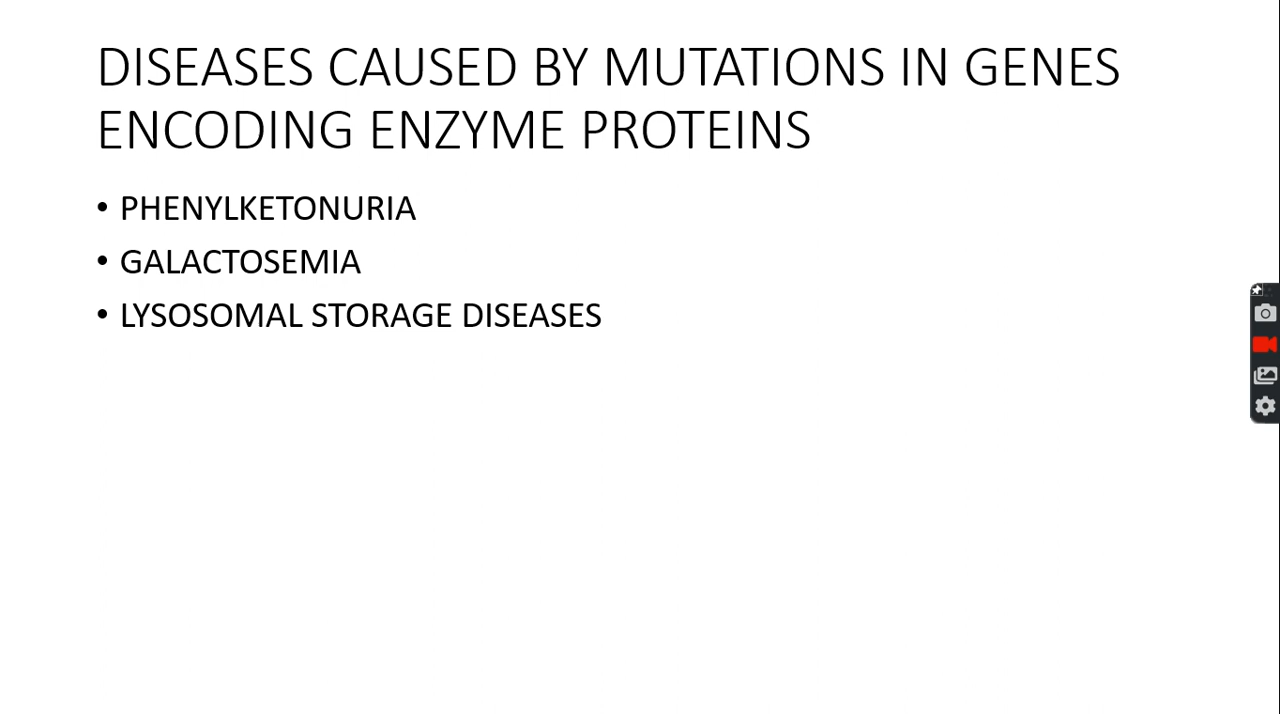 DISEASES CAUSED BY MUTATIONS IN GENES
ENCODING ENZYME PROTEINS
• PHENYLKETONURIA
• GALACTOSEMIA
• LYSOSOMAL STORAGE DISEASES